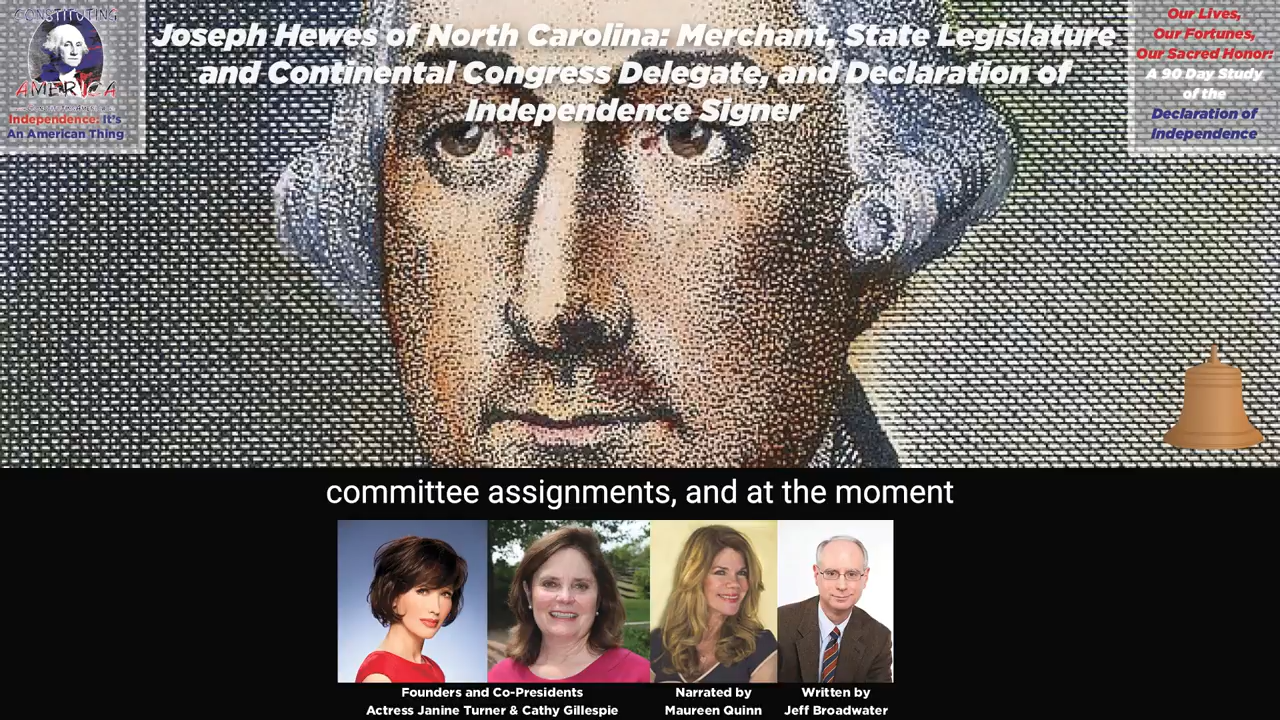 CONSTITUTING
AMERICA
Independence: It's
An American Thing
Joseph Hewes of North Carolina: Merchant, State Legislature
and Continental Congress Delegate, and Declaration of
Independence Signer
Our Lives,
Our Fortunes,
Our Sacred Honor:
A 90 Day Study
of the
Declaration of
Independence
committee assignments, and at the moment
Founders and Co-Presidents
Actress Janine Turner & Cathy Gillespie
Narrated by
Maureen Quinn
Written by
Jeff Broadwater